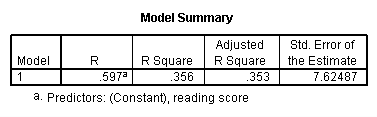 Model Summary
Model R R Square Adjusted R Square Std. Error of the Estimate
1 .597a .356 .353 7.62487
a. Predictors: (Constant), reading score